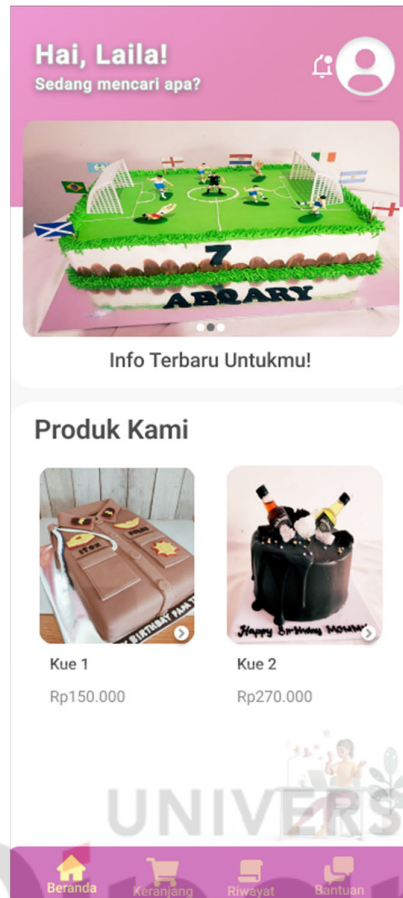 Hai, Laila!
Sedang mencari apa?
7
ABQARY
Info Terbaru Untukmu!
Produk Kami
Happy Birthday MOMMY
Kue 1
Kue 2
Rp150.000
Rp270.000
UNIVERS
Beranda
Keranjang
Riwayat
Bantuan